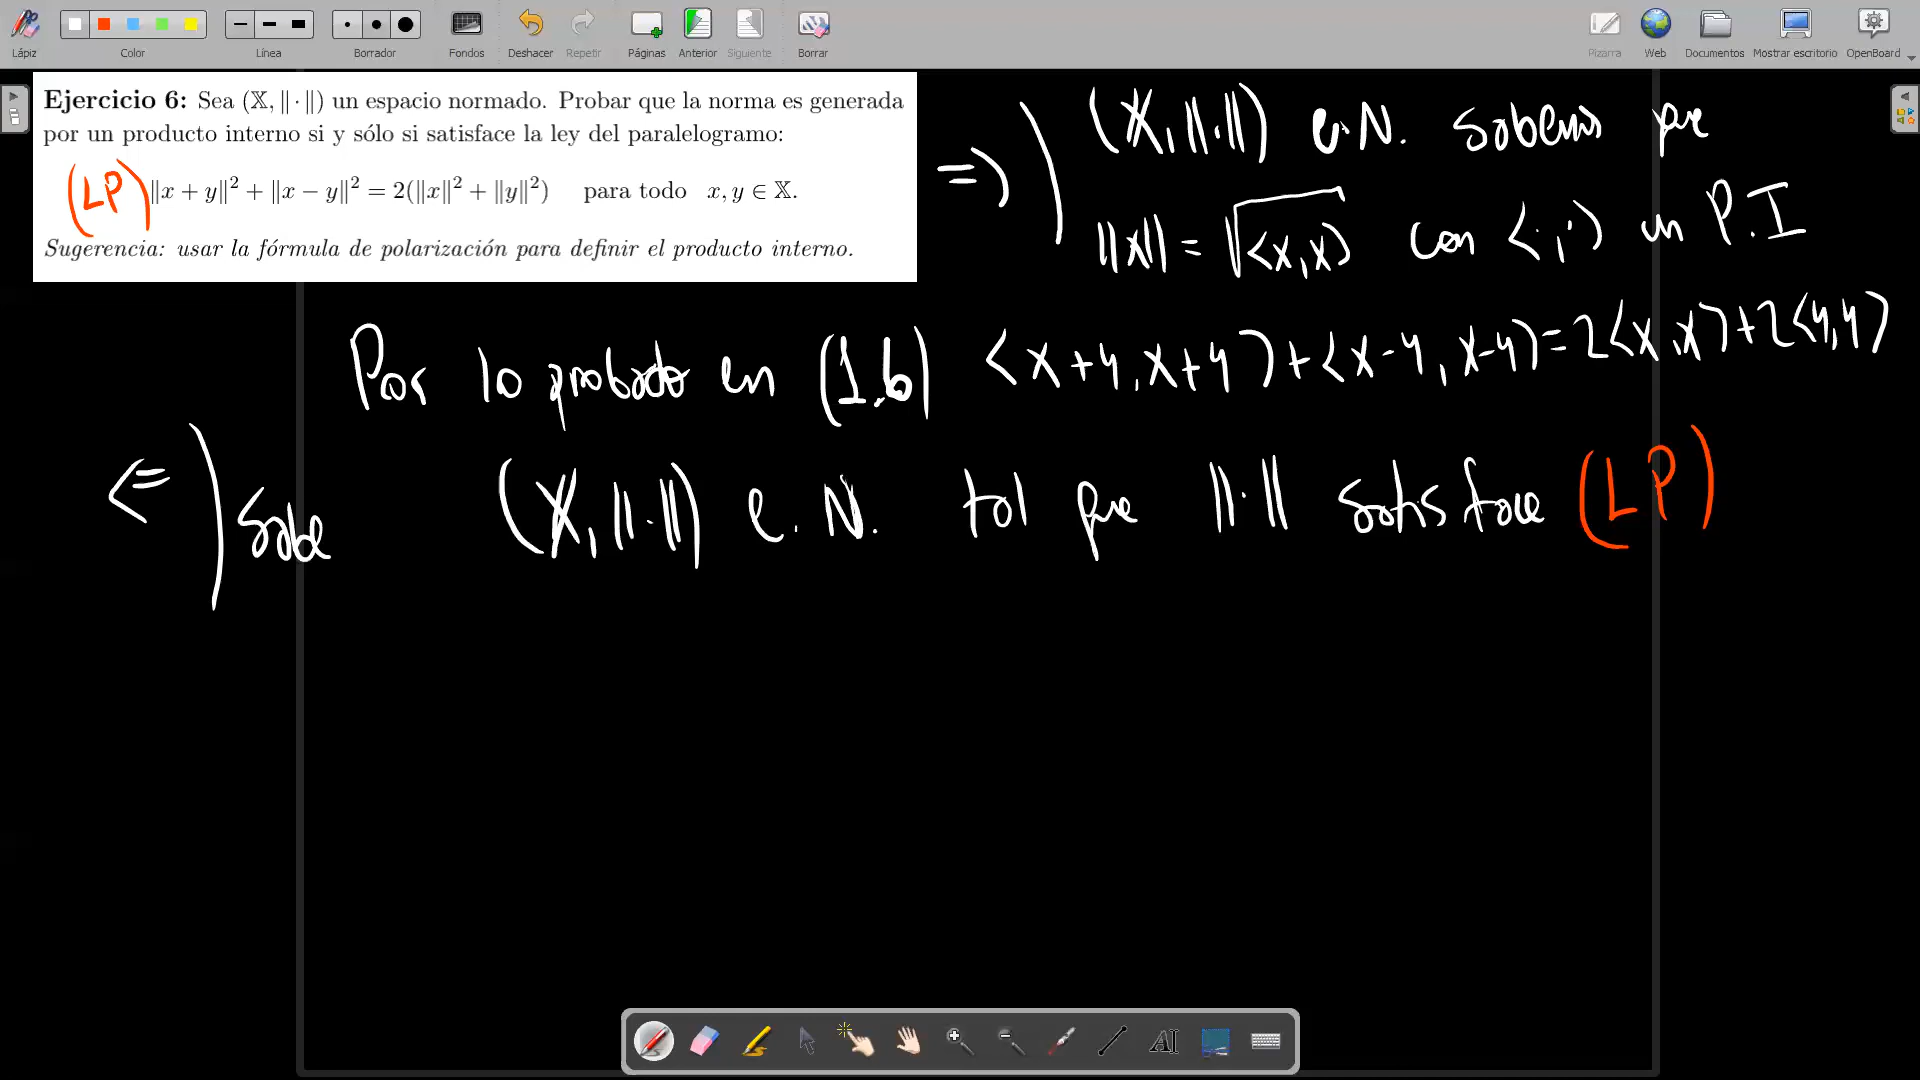 Lápiz Color Línea Borrador Fondos Deshacer Repetir Páginas Anterior Siguiente Borrar Pizarra Web Documentos Mostrar escritorio OpenBoard
Ejercicio 6: Sea (𝕏, ‖·‖) un espacio normado. Probar que la norma es generada
por un producto interno si y sólo si satisface la ley del paralelogramo:
(LP) ‖x + y‖² + ‖x − y‖² = 2(‖x‖² + ‖y‖²) para todo x, y ∈ 𝕏.
Sugerencia: usar la fórmula de polarización para definir el producto interno.
⇒) (X, ‖·‖) e.N. sabems que
‖x‖ = √<x,x> con <·,·> un P.I
Por lo probado en (1.b) <x+y, x+y> + <x-y, x-y> = 2<x,x> + 2<y,y>
⇐) Sabe (X, ‖·‖) e.N. tal que ‖·‖ satisface (LP)
AI